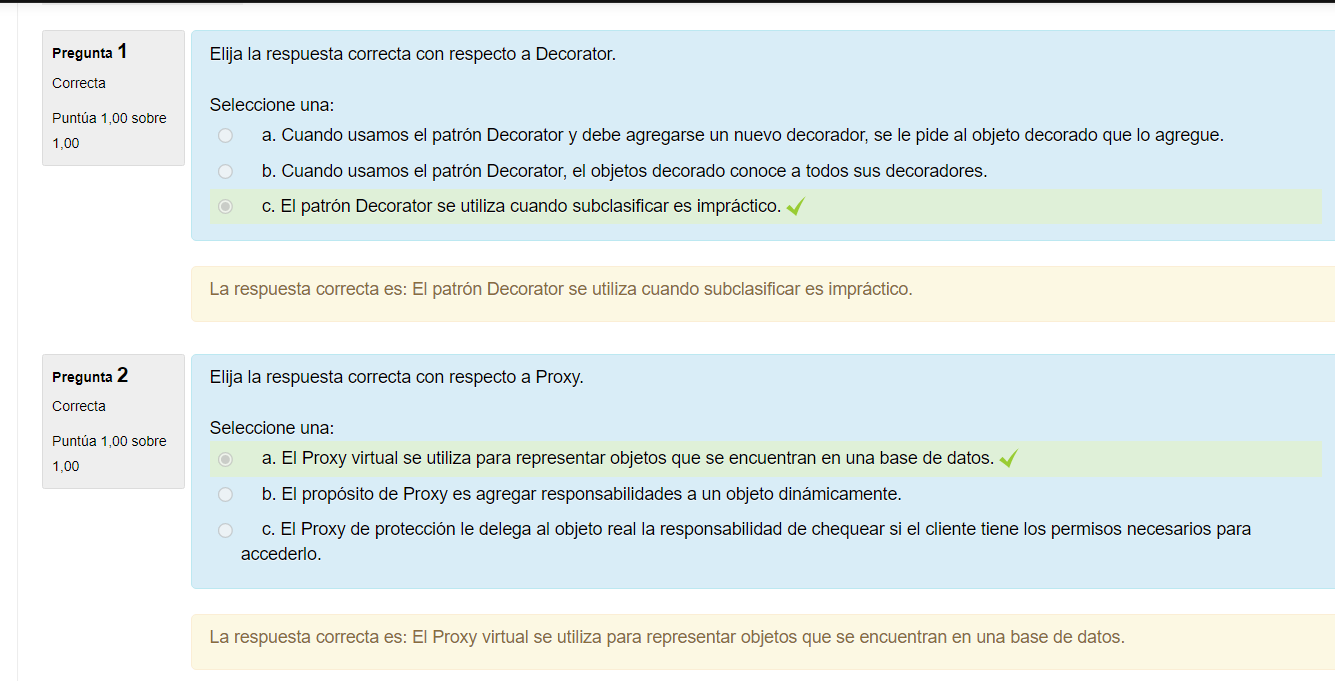 Pregunta 1
Correcta
Puntúa 1,00 sobre
1,00
Elija la respuesta correcta con respecto a Decorator.
Seleccione una:
a. Cuando usamos el patrón Decorator y debe agregarse un nuevo decorador, se le pide al objeto decorado que lo agregue.
b. Cuando usamos el patrón Decorator, el objetos decorado conoce a todos sus decoradores.
c. El patrón Decorator se utiliza cuando subclasificar es impráctico.
La respuesta correcta es: El patrón Decorator se utiliza cuando subclasificar es impráctico.
Pregunta 2
Correcta
Puntúa 1,00 sobre
1,00
Elija la respuesta correcta con respecto a Proxy.
Seleccione una:
a. El Proxy virtual se utiliza para representar objetos que se encuentran en una base de datos.
b. El propósito de Proxy es agregar responsabilidades a un objeto dinámicamente.
c. El Proxy de protección le delega al objeto real la responsabilidad de chequear si el cliente tiene los permisos necesarios para
accederlo.
La respuesta correcta es: El Proxy virtual se utiliza para representar objetos que se encuentran en una base de datos.